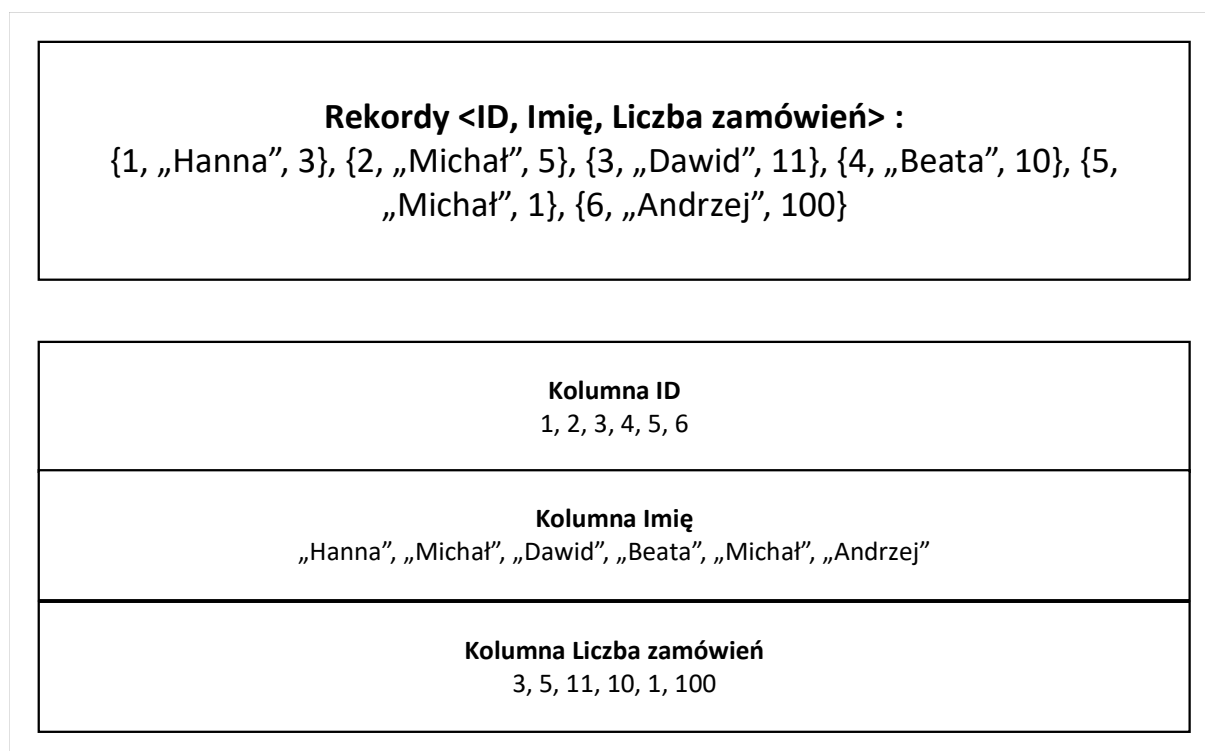 Rekordy <ID, Imię, Liczba zamówień> :
{1, „Hanna”, 3}, {2, „Michał”, 5}, {3, „Dawid”, 11}, {4, „Beata”, 10}, {5,
„Michał”, 1}, {6, „Andrzej”, 100}
Kolumna ID
1, 2, 3, 4, 5, 6
Kolumna Imię
„Hanna”, „Michał”, „Dawid”, „Beata”, „Michał”, „Andrzej”
Kolumna Liczba zamówień
3, 5, 11, 10, 1, 100